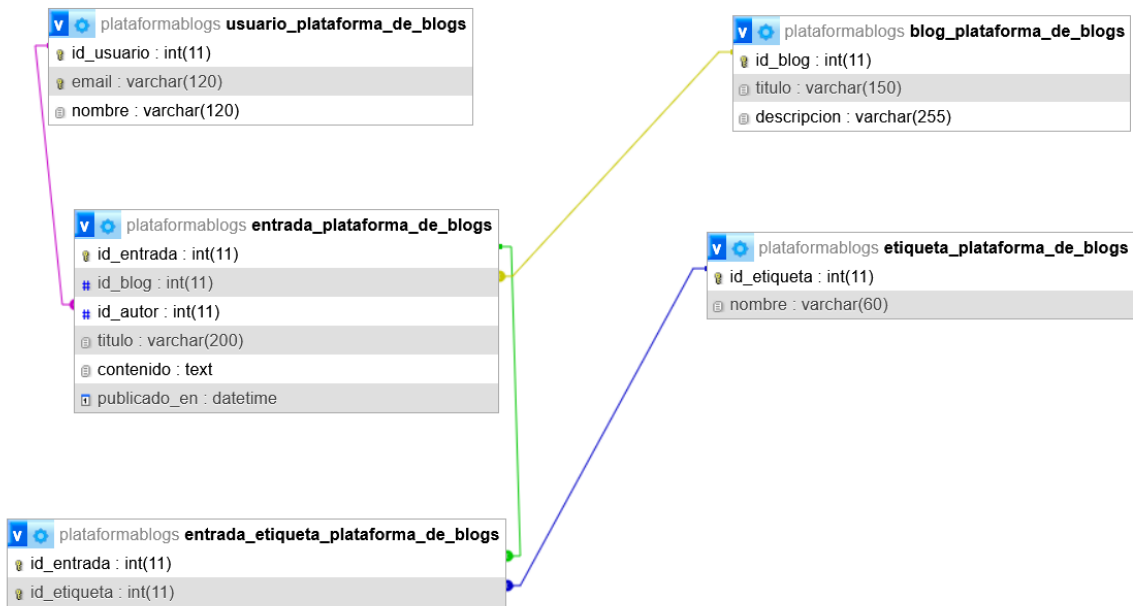 plataformablogs usuario_plataforma_de_blogs
id_usuario : int(11)
email : varchar(120)
nombre : varchar(120)
plataformablogs blog_plataforma_de_blogs
id_blog : int(11)
titulo : varchar(150)
descripcion : varchar(255)
plataformablogs entrada_plataforma_de_blogs
id_entrada : int(11)
# id_blog : int(11)
# id_autor : int(11)
titulo : varchar(200)
contenido : text
publicado_en : datetime
plataformablogs etiqueta_plataforma_de_blogs
id_etiqueta : int(11)
nombre : varchar(60)
plataformablogs entrada_etiqueta_plataforma_de_blogs
id_entrada : int(11)
id_etiqueta : int(11)